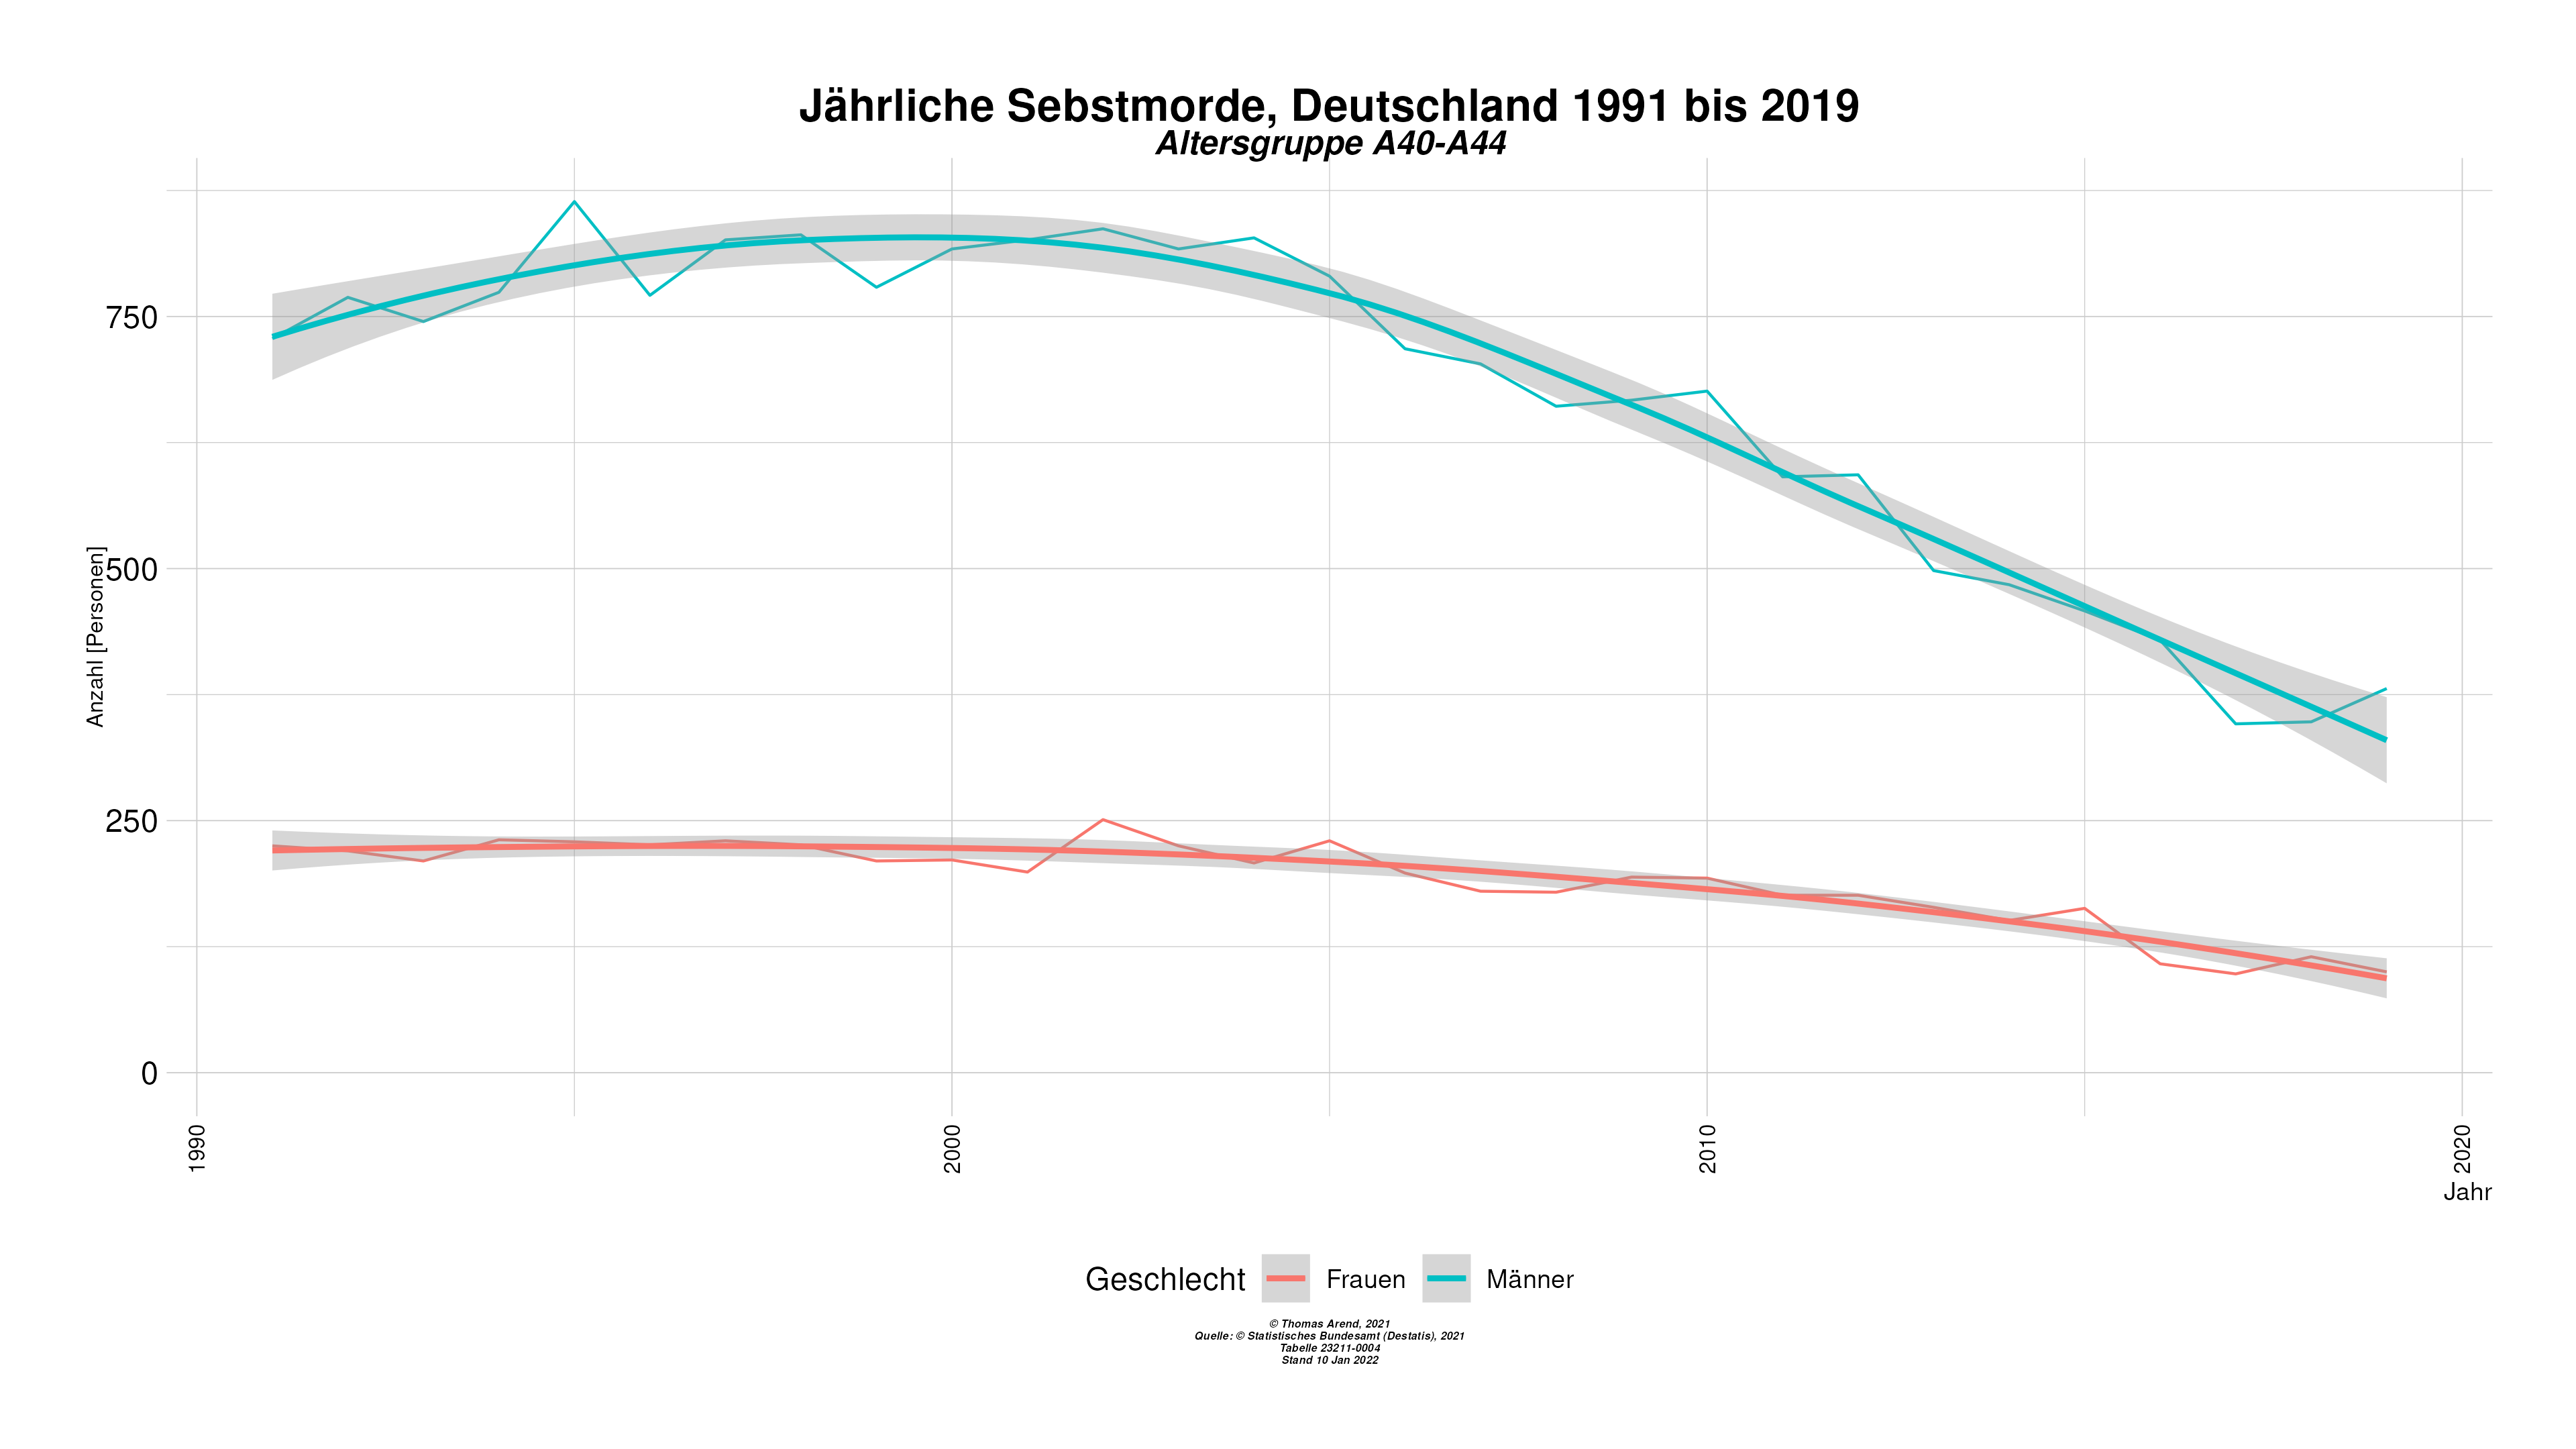 Jährliche Sebstmorde, Deutschland 1991 bis 2019
Altersgruppe A40-A44
Anzahl [Personen]
750
500
250
0
1990
2000
2010
2020
Jahr
Geschlecht Frauen Männer
© Thomas Arend, 2021
Quelle: © Statistisches Bundesamt (Destatis), 2021
Tabelle 23211-0004
Stand 10 Jan 2022